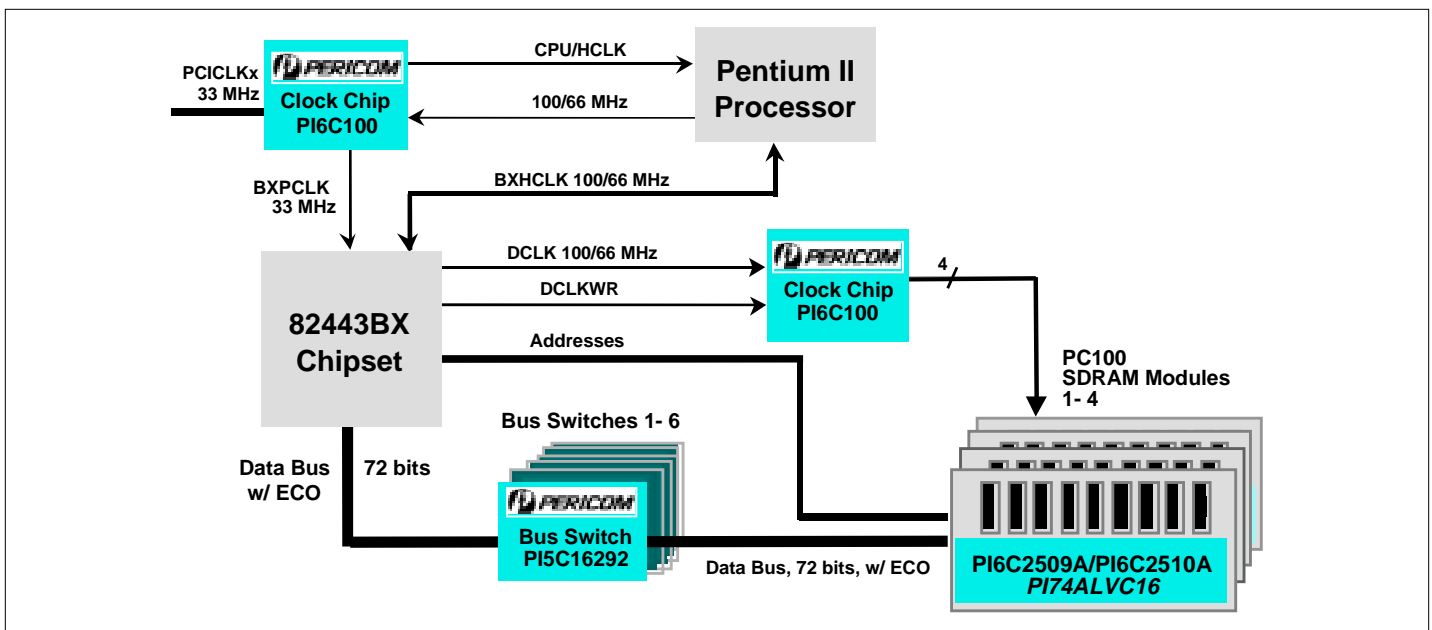 PERICOM
Clock Chip
PI6C100
PCICLKx
33 MHz
CPU/HCLK
100/66 MHz
Pentium II
Processor
BXPCLK
33 MHz
BXHCLK 100/66 MHz
82443BX
Chipset
DCLK 100/66 MHz
DCLKWR
PERICOM
Clock Chip
PI6C100
4
Addresses
PC100
SDRAM Modules
1- 4
Bus Switches 1- 6
Data Bus
w/ ECO
72 bits
PERICOM
Bus Switch
PI5C16292
Data Bus, 72 bits, w/ ECO
PI6C2509A/PI6C2510A
PI74ALVC16